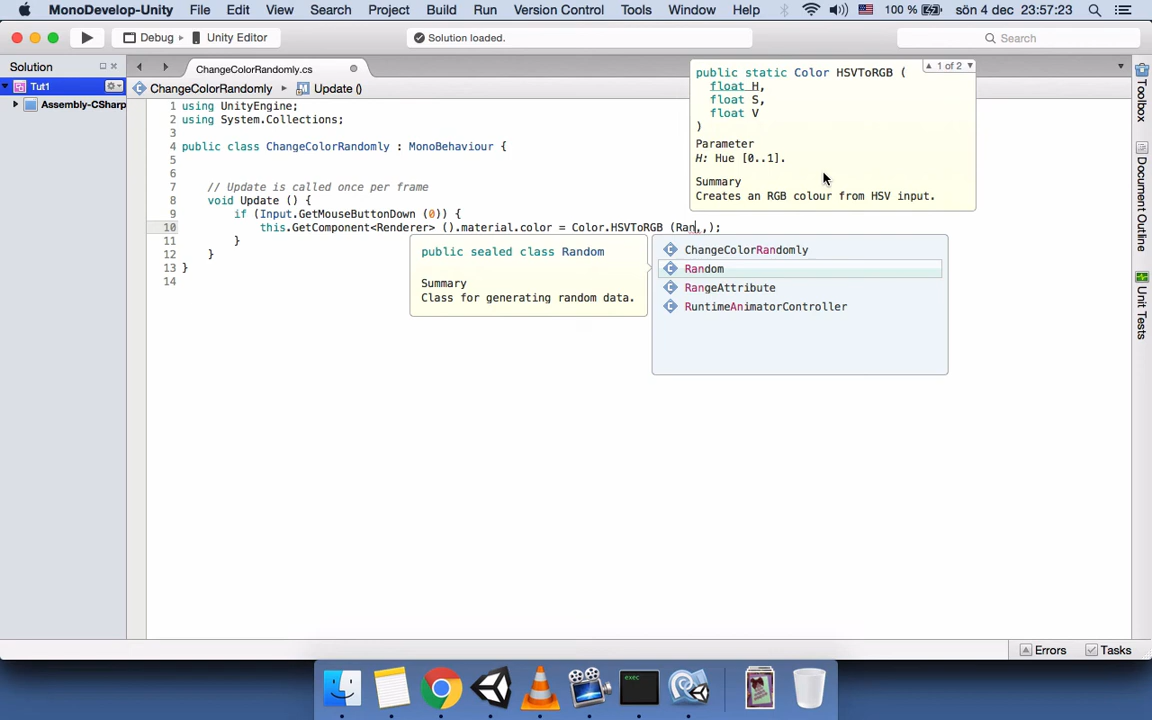 MonoDevelop-Unity File Edit View Search Project Build Run Version Control Tools Window Help 100 % sön 4 dec 23:57:23
Debug Unity Editor Solution loaded. Search
Solution
ChangeColorRandomly.cs
Tut1
Assembly-CSharp
ChangeColorRandomly Update ()
1 using UnityEngine;
2 using System.Collections;
3
4 public class ChangeColorRandomly : MonoBehaviour {
5
6
7 // Update is called once per frame
8 void Update () {
9 if (Input.GetMouseButtonDown (0)) {
10 this.GetComponent<Renderer> ().material.color = Color.HSVToRGB (Ran,,);
11 }
12 }
13 }
14
1 of 2
public static Color HSVToRGB (
float H,
float S,
float V
)
Parameter
H: Hue [0..1].
Summary
Creates an RGB colour from HSV input.
public sealed class Random
Summary
Class for generating random data.
ChangeColorRandomly
Random
RangeAttribute
RuntimeAnimatorController
Toolbox
Document Outline
Unit Tests
Errors Tasks
exec